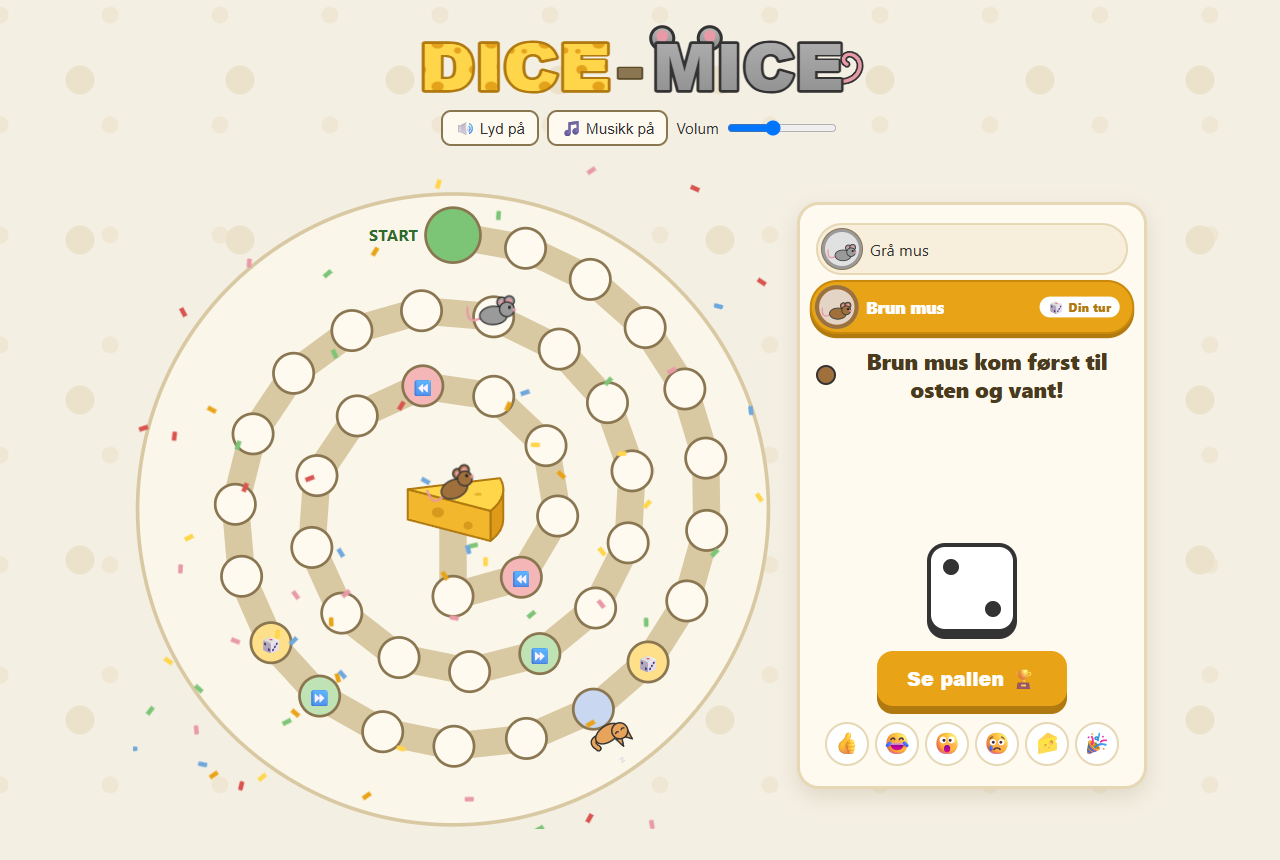 DICE-MICE
Lyd på
Musikk på
Volum
START
Grå mus
Brun mus
Din tur
Brun mus kom først til
osten og vant!
Se pallen
z